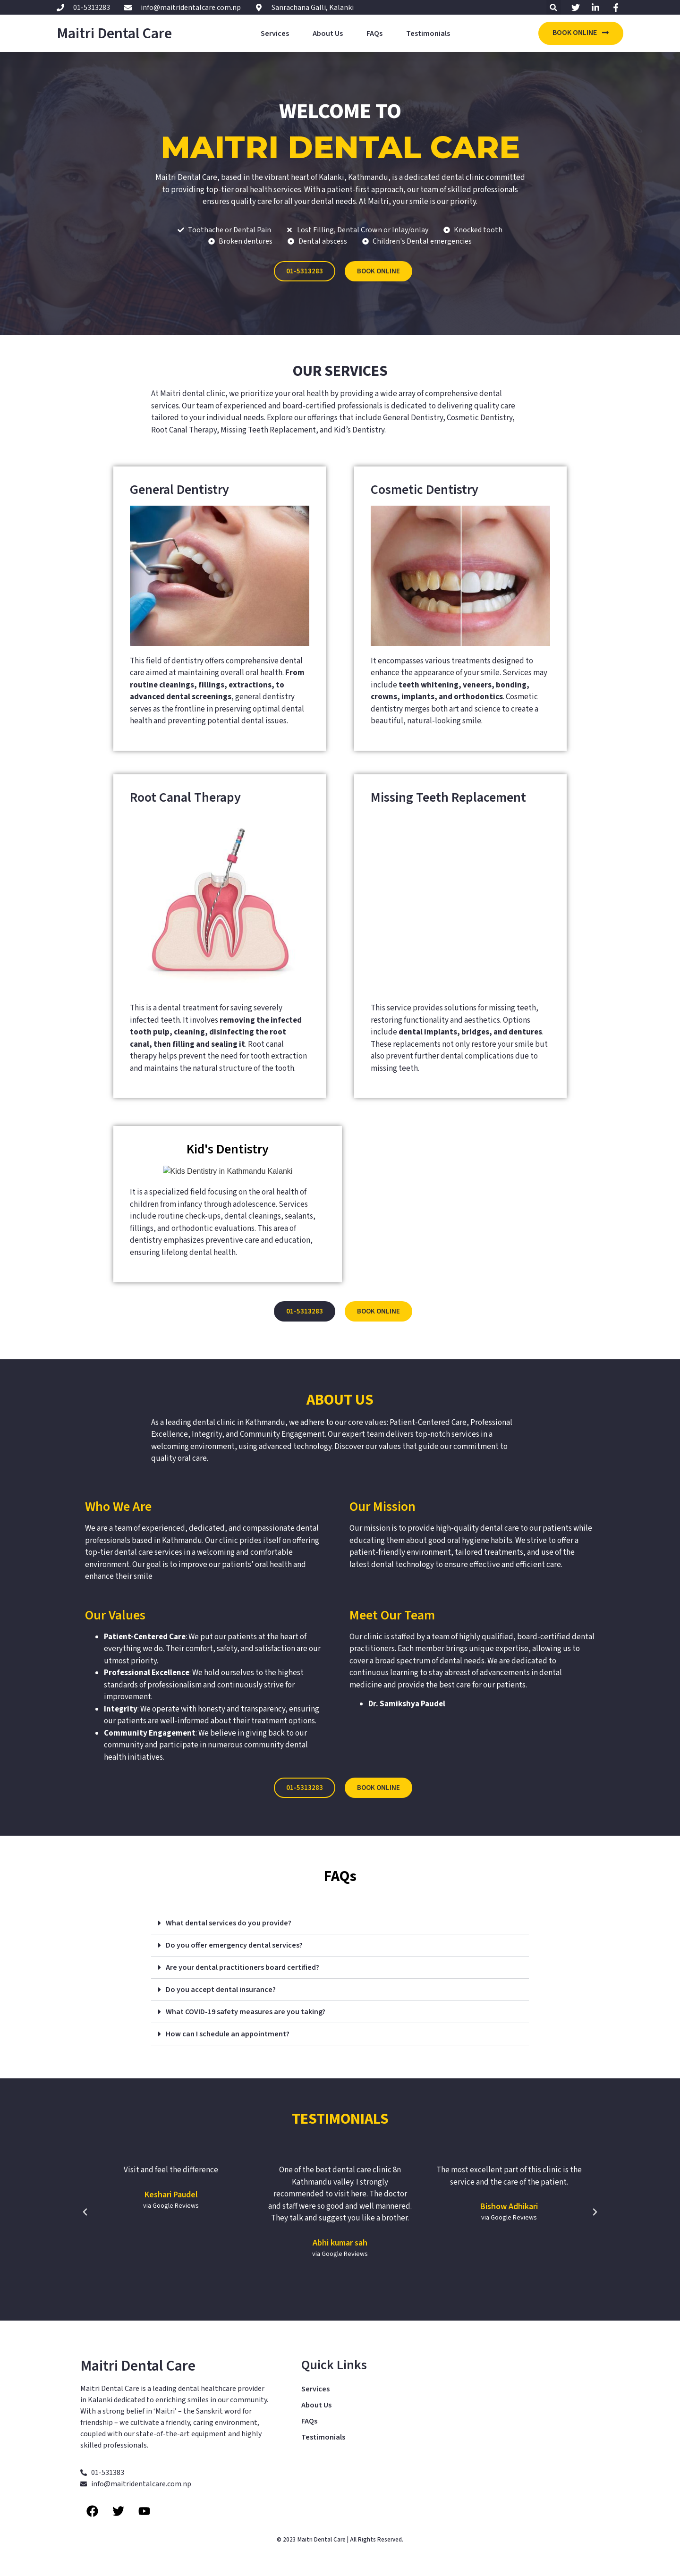 01-5313283 info@maitridentalcare.com.np Sanrachana Galli, Kalanki
Maitri Dental Care Services About Us FAQs Testimonials BOOK ONLINE
WELCOME TO
MAITRI DENTAL CARE
Maitri Dental Care, based in the vibrant heart of Kalanki, Kathmandu, is a dedicated dental clinic committed
to providing top-tier oral health services. With a patient-first approach, our team of skilled professionals
ensures quality care for all your dental needs. At Maitri, your smile is our priority.
Toothache or Dental Pain Lost Filling, Dental Crown or Inlay/onlay Knocked tooth
Broken dentures Dental abscess Children's Dental emergencies
01-5313283 BOOK ONLINE
OUR SERVICES
At Maitri dental clinic, we prioritize your oral health by providing a wide array of comprehensive dental
services. Our team of experienced and board-certified professionals is dedicated to delivering quality care
tailored to your individual needs. Explore our offerings that include General Dentistry, Cosmetic Dentistry,
Root Canal Therapy, Missing Teeth Replacement, and Kid's Dentistry.
General Dentistry
This field of dentistry offers comprehensive dental
care aimed at maintaining overall oral health. From
routine cleanings, fillings, extractions, to
advanced dental screenings, general dentistry
serves as the frontline in preserving optimal dental
health and preventing potential dental issues.
Cosmetic Dentistry
It encompasses various treatments designed to
enhance the appearance of your smile. Services may
include teeth whitening, veneers, bonding,
crowns, implants, and orthodontics. Cosmetic
dentistry merges both art and science to create a
beautiful, natural-looking smile.
Root Canal Therapy
This is a dental treatment for saving severely
infected teeth. It involves removing the infected
tooth pulp, cleaning, disinfecting the root
canal, then filling and sealing it. Root canal
therapy helps prevent the need for tooth extraction
and maintains the natural structure of the tooth.
Missing Teeth Replacement
This service provides solutions for missing teeth,
restoring functionality and aesthetics. Options
include dental implants, bridges, and dentures.
These replacements not only restore your smile but
also prevent further dental complications due to
missing teeth.
Kid's Dentistry
Kids Dentistry in Kathmandu Kalanki
It is a specialized field focusing on the oral health of
children from infancy through adolescence. Services
include routine check-ups, dental cleanings, sealants,
fillings, and orthodontic evaluations. This area of
dentistry emphasizes preventive care and education,
ensuring lifelong dental health.
01-5313283 BOOK ONLINE
ABOUT US
As a leading dental clinic in Kathmandu, we adhere to our core values: Patient-Centered Care, Professional
Excellence, Integrity, and Community Engagement. Our expert team delivers top-notch services in a
welcoming environment, using advanced technology. Discover our values that guide our commitment to
quality oral care.
Who We Are
We are a team of experienced, dedicated, and compassionate dental
professionals based in Kathmandu. Our clinic prides itself on offering
top-tier dental care services in a welcoming and comfortable
environment. Our goal is to improve our patients' oral health and
enhance their smile
Our Mission
Our mission is to provide high-quality dental care to our patients while
educating them about good oral hygiene habits. We strive to offer a
patient-friendly environment, tailored treatments, and use of the
latest dental technology to ensure effective and efficient care.
Our Values
Patient-Centered Care: We put our patients at the heart of
everything we do. Their comfort, safety, and satisfaction are our
utmost priority.
Professional Excellence: We hold ourselves to the highest
standards of professionalism and continuously strive for
improvement.
Integrity: We operate with honesty and transparency, ensuring
our patients are well-informed about their treatment options.
Community Engagement: We believe in giving back to our
community and participate in numerous community dental
health initiatives.
Meet Our Team
Our clinic is staffed by a team of highly qualified, board-certified dental
practitioners. Each member brings unique expertise, allowing us to
cover a broad spectrum of dental needs. We are dedicated to
continuous learning to stay abreast of advancements in dental
medicine and provide the best care for our patients.
Dr. Samikshya Paudel
01-5313283 BOOK ONLINE
FAQs
What dental services do you provide?
Do you offer emergency dental services?
Are your dental practitioners board certified?
Do you accept dental insurance?
What COVID-19 safety measures are you taking?
How can I schedule an appointment?
TESTIMONIALS
Visit and feel the difference
Keshari Paudel
via Google Reviews
One of the best dental care clinic 8n
Kathmandu valley. I strongly
recommended to visit here. The doctor
and staff were so good and well mannered.
They talk and suggest you like a brother.
Abhi kumar sah
via Google Reviews
The most excellent part of this clinic is the
service and the care of the patient.
Bishow Adhikari
via Google Reviews
Maitri Dental Care
Maitri Dental Care is a leading dental healthcare provider
in Kalanki dedicated to enriching smiles in our community.
With a strong belief in 'Maitri' – the Sanskrit word for
friendship – we cultivate a friendly, caring environment,
coupled with our state-of-the-art equipment and highly
skilled professionals.
01-531383
info@maitridentalcare.com.np
Quick Links
Services
About Us
FAQs
Testimonials
© 2023 Maitri Dental Care | All Rights Reserved.